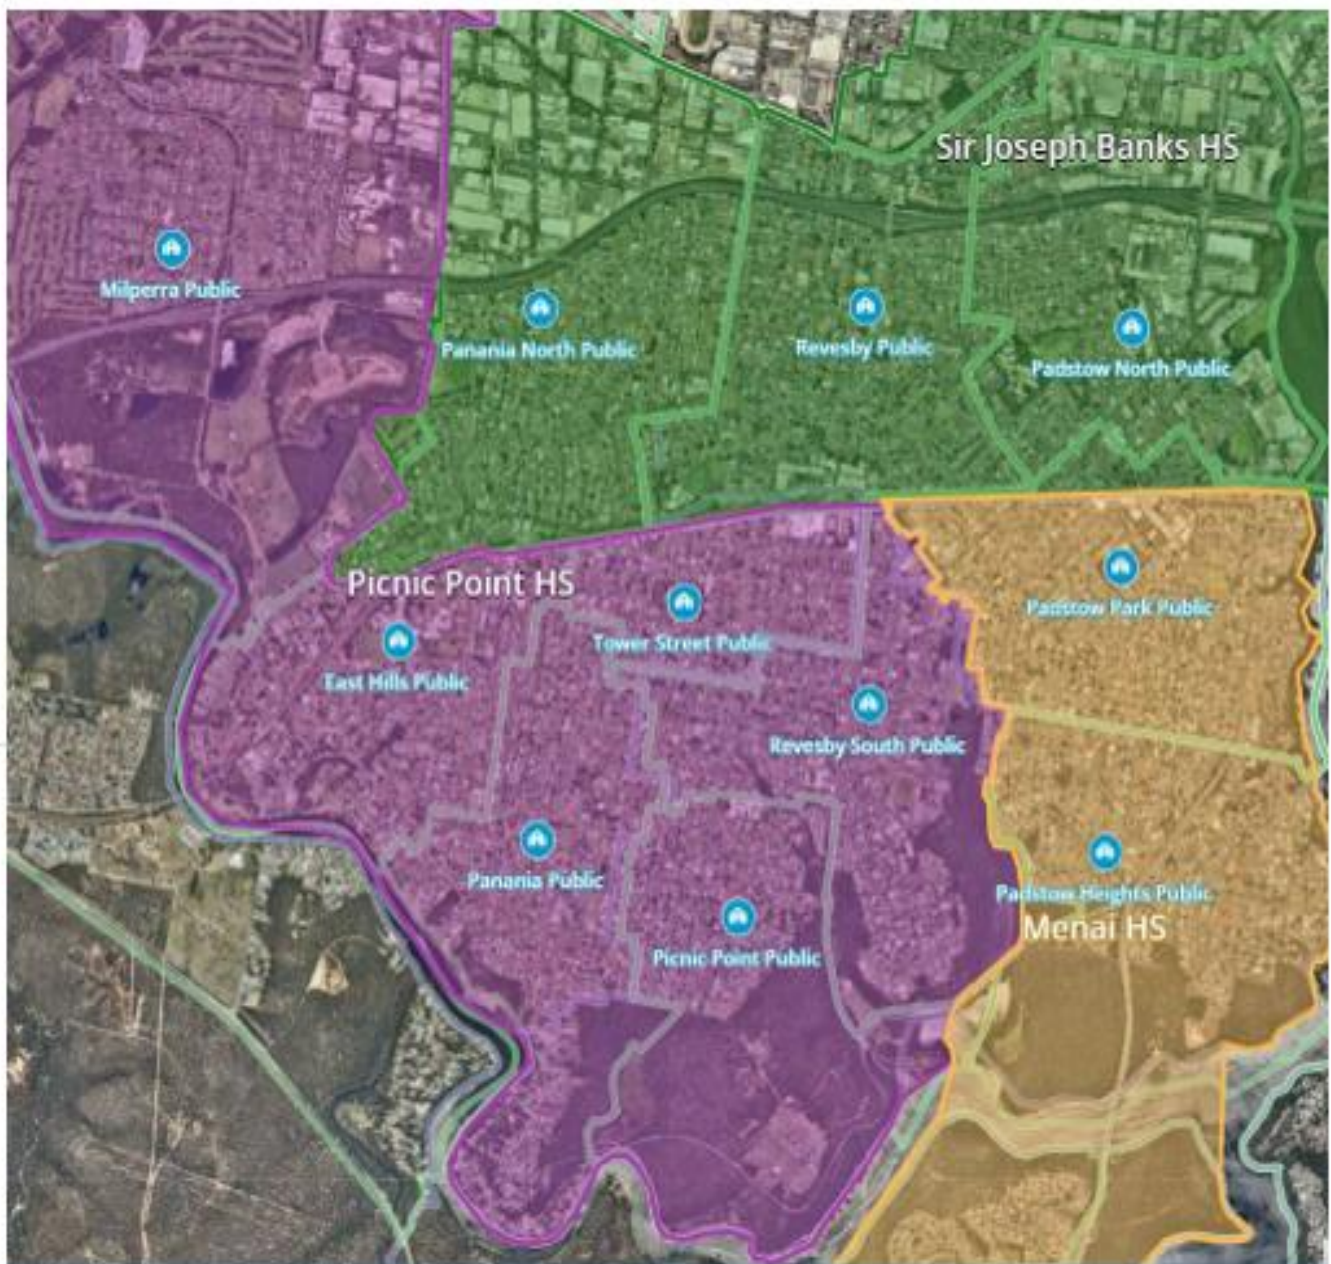 Sir Joseph Banks HS
Milperra Public
Panania North Public
Revesby Public
Padstow North Public
Picnic Point HS
Padstow Park Public
Tower Street Public
East Hills Public
Revesby South Public
Panania Public
Padstow Heights Public
Menai HS
Picnic Point Public